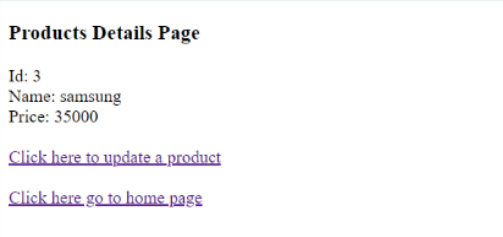 Products Details Page
Id: 3
Name: samsung
Price: 35000
Click here to update a product
Click here go to home page